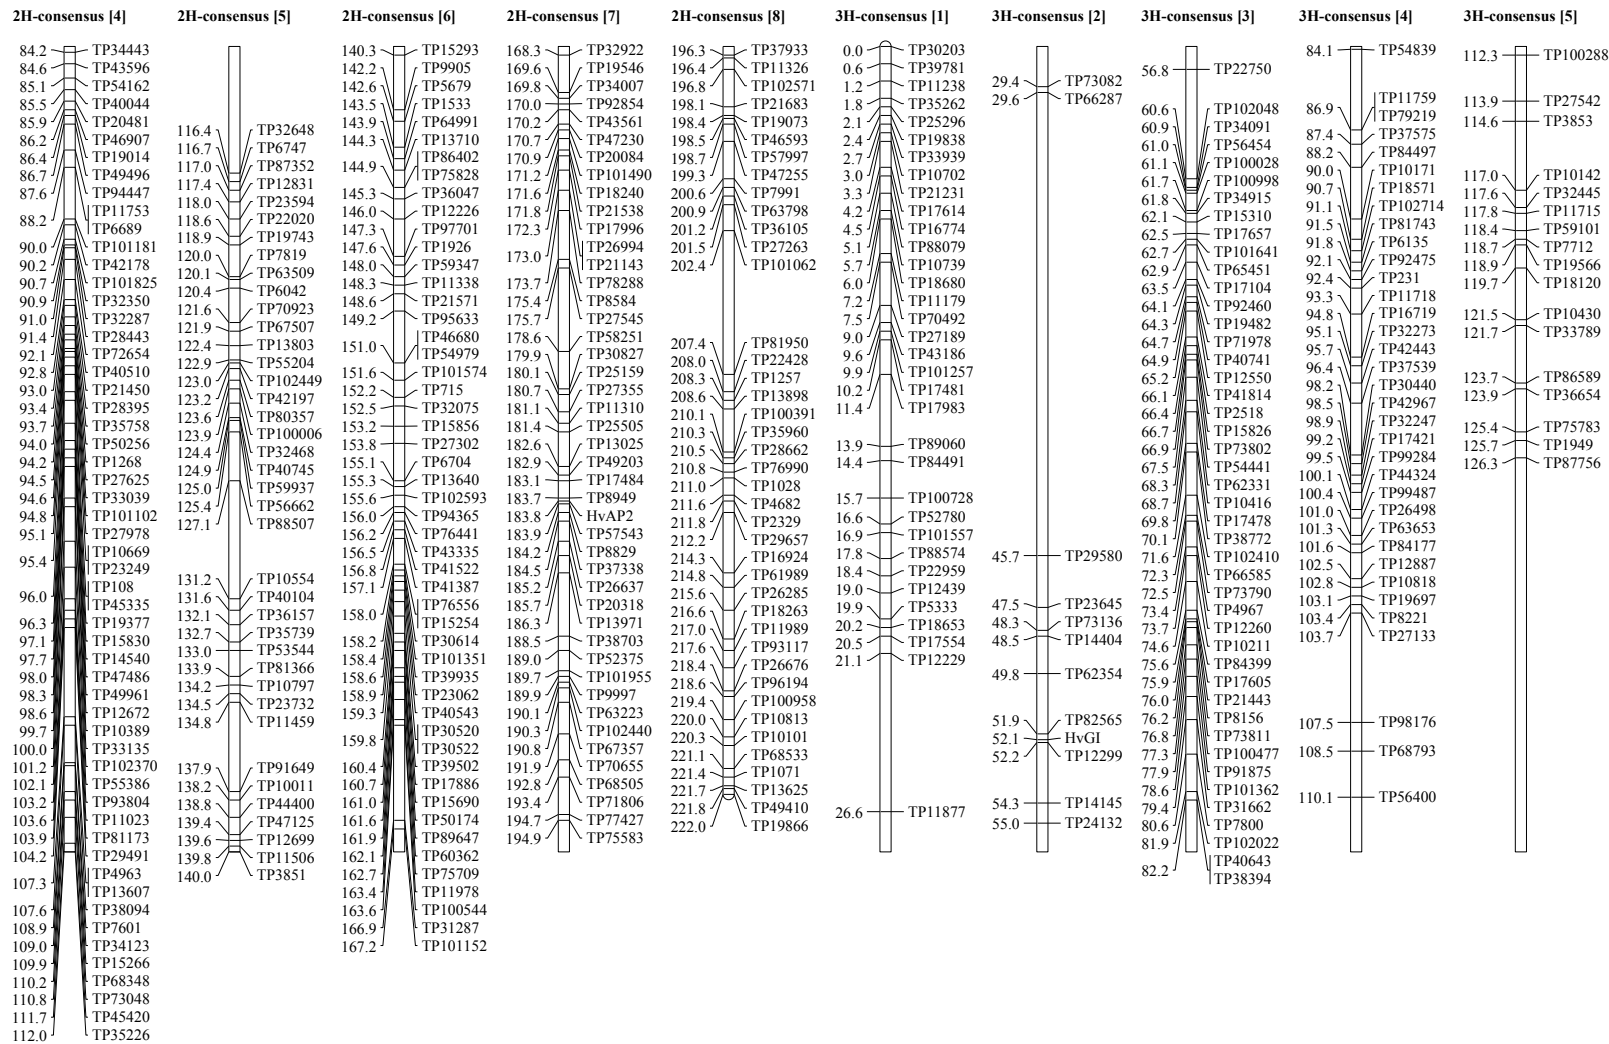 2H-consensus [4]
84.2 TP34443
84.6 TP43596
85.1 TP54162
85.5 TP40044
85.9 TP20481
86.2 TP46907
86.4 TP19014
86.7 TP49496
87.6 TP94447
TP11753
88.2
TP6689
90.0 TP101181
90.2 TP42178
90.7 TP101825
90.9 TP32350
91.0 TP32287
91.4 TP28443
92.1 TP72654
92.8 TP40510
93.0 TP21450
93.4 TP28395
93.7 TP35758
94.0 TP50256
94.2 TP1268
94.5 TP27625
94.6 TP33039
94.8 TP101102
95.1 TP27978
TP10669
95.4
TP23249
TP108
96.0
TP45335
96.3 TP19377
97.1 TP15830
97.7 TP14540
98.0 TP47486
98.3 TP49961
98.6 TP12672
99.7 TP10389
100.0 TP33135
101.2 TP102370
102.1 TP55386
103.2 TP93804
103.6 TP11023
103.9 TP81173
104.2 TP29491
TP4963
107.3
TP13607
107.6 TP38094
108.9 TP7601
109.0 TP34123
109.9 TP15266
110.2 TP68348
110.8 TP73048
111.7 TP45420
112.0 TP35226
2H-consensus [5]
116.4 TP32648
116.7 TP6747
117.0 TP87352
117.4 TP12831
118.0 TP23594
118.6 TP22020
118.9 TP19743
120.0 TP7819
120.1 TP63509
120.4 TP6042
121.6 TP70923
121.9 TP67507
122.4 TP13803
122.9 TP55204
123.0 TP102449
123.2 TP42197
123.6 TP80357
123.9 TP100006
124.4 TP32468
124.9 TP40745
125.0 TP59937
125.4 TP56662
127.1 TP88507
131.2 TP10554
131.6 TP40104
132.1 TP36157
132.7 TP35739
133.0 TP53544
133.9 TP81366
134.2 TP10797
134.5 TP23732
134.8 TP11459
137.9 TP91649
138.2 TP10011
138.8 TP44400
139.4 TP47125
139.6 TP12699
139.8 TP11506
140.0 TP3851
2H-consensus [6]
140.3 TP15293
142.2 TP9905
142.6 TP5679
143.5 TP1533
143.9 TP64991
144.3 TP13710
TP86402
144.9
TP75828
145.3 TP36047
146.0 TP12226
147.3 TP97701
147.6 TP1926
148.0 TP59347
148.3 TP11338
148.6 TP21571
149.2 TP95633
TP46680
151.0
TP54979
151.6 TP101574
152.2 TP715
152.5 TP32075
153.2 TP15856
153.8 TP27302
155.1 TP6704
155.3 TP13640
155.6 TP102593
156.0 TP94365
156.2 TP76441
156.5 TP43335
156.8 TP41522
157.1 TP41387
TP76556
158.0
TP15254
158.2 TP30614
158.4 TP101351
158.6 TP39935
158.9 TP23062
159.3 TP40543
TP30520
159.8
TP30522
160.4 TP39502
160.7 TP17886
161.0 TP15690
161.6 TP50174
161.9 TP89647
162.1 TP60362
162.7 TP75709
163.4 TP11978
163.6 TP100544
166.9 TP31287
167.2 TP101152
2H-consensus [7]
168.3 TP32922
169.6 TP19546
169.8 TP34007
170.0 TP92854
170.2 TP43561
170.7 TP47230
170.9 TP20084
171.2 TP101490
171.6 TP18240
171.8 TP21538
172.3 TP17996
TP26994
173.0
TP21143
173.7 TP78288
175.4 TP8584
175.7 TP27545
178.6 TP58251
179.9 TP30827
180.1 TP25159
180.7 TP27355
181.1 TP11310
181.4 TP25505
182.6 TP13025
182.9 TP49203
183.1 TP17484
183.7 TP8949
183.8 HvAP2
183.9 TP57543
184.2 TP8829
184.5 TP37338
185.2 TP26637
185.7 TP20318
186.3 TP13971
188.5 TP38703
189.0 TP52375
189.7 TP101955
189.9 TP9997
190.1 TP63223
190.3 TP102440
190.8 TP67357
191.9 TP70655
192.8 TP68505
193.4 TP71806
194.7 TP77427
194.9 TP75583
2H-consensus [8]
196.3 TP37933
196.4 TP11326
196.8 TP102571
198.1 TP21683
198.4 TP19073
198.5 TP46593
198.7 TP57997
199.3 TP47255
200.6 TP7991
200.9 TP63798
201.2 TP36105
201.5 TP27263
202.4 TP101062
207.4 TP81950
208.0 TP22428
208.3 TP1257
208.6 TP13898
210.1 TP100391
210.3 TP35960
210.5 TP28662
210.8 TP76990
211.0 TP1028
211.6 TP4682
211.8 TP2329
212.2 TP29657
214.3 TP16924
214.8 TP61989
215.6 TP26285
216.6 TP18263
217.0 TP11989
217.6 TP93117
218.4 TP26676
218.6 TP96194
219.4 TP100958
220.0 TP10813
220.3 TP10101
221.1 TP68533
221.4 TP1071
221.7 TP13625
221.8 TP49410
222.0 TP19866
3H-consensus [1]
0.0 TP30203
0.6 TP39781
1.2 TP11238
1.8 TP35262
2.1 TP25296
2.4 TP19838
2.7 TP33939
3.0 TP10702
3.3 TP21231
4.2 TP17614
4.5 TP16774
5.1 TP88079
5.7 TP10739
6.0 TP18680
7.2 TP11179
7.5 TP70492
9.0 TP27189
9.6 TP43186
9.9 TP101257
10.2 TP17481
11.4 TP17983
13.9 TP89060
14.4 TP84491
15.7 TP100728
16.6 TP52780
16.9 TP101557
17.8 TP88574
18.4 TP22959
19.0 TP12439
19.9 TP5333
20.2 TP18653
20.5 TP17554
21.1 TP12229
26.6 TP11877
3H-consensus [2]
29.4 TP73082
29.6 TP66287
45.7 TP29580
47.5 TP23645
48.3 TP73136
48.5 TP14404
49.8 TP62354
51.9 TP82565
52.1 HvGI
52.2 TP12299
54.3 TP14145
55.0 TP24132
3H-consensus [3]
56.8 TP22750
60.6 TP102048
60.9 TP34091
61.0 TP56454
61.1 TP100028
61.7 TP100998
61.8 TP34915
62.1 TP15310
62.5 TP17657
62.7 TP101641
62.9 TP65451
63.5 TP17104
64.1 TP92460
64.3 TP19482
64.7 TP71978
64.9 TP40741
65.2 TP12550
66.1 TP41814
66.4 TP2518
66.7 TP15826
66.9 TP73802
67.5 TP54441
68.3 TP62331
68.7 TP10416
69.8 TP17478
70.1 TP38772
71.6 TP102410
72.3 TP66585
72.5 TP73790
73.4 TP4967
73.7 TP12260
74.6 TP10211
75.6 TP84399
75.9 TP17605
76.0 TP21443
76.2 TP8156
76.8 TP73811
77.3 TP100477
77.9 TP91875
78.6 TP101362
79.4 TP31662
80.6 TP7800
81.9 TP102022
TP40643
82.2
TP38394
3H-consensus [4]
84.1 TP54839
TP11759
86.9
TP79219
87.4 TP37575
88.2 TP84497
90.0 TP10171
90.7 TP18571
91.1 TP102714
91.5 TP81743
91.8 TP6135
92.1 TP92475
92.4 TP231
93.3 TP11718
94.8 TP16719
95.1 TP32273
95.7 TP42443
96.4 TP37539
98.2 TP30440
98.5 TP42967
98.9 TP32247
99.2 TP17421
99.5 TP99284
100.1 TP44324
100.4 TP99487
101.0 TP26498
101.3 TP63653
101.6 TP84177
102.5 TP12887
102.8 TP10818
103.1 TP19697
103.4 TP8221
103.7 TP27133
107.5 TP98176
108.5 TP68793
110.1 TP56400
3H-consensus [5]
112.3 TP100288
113.9 TP27542
114.6 TP3853
117.0 TP10142
117.6 TP32445
117.8 TP11715
118.4 TP59101
118.7 TP7712
118.9 TP19566
119.7 TP18120
121.5 TP10430
121.7 TP33789
123.7 TP86589
123.9 TP36654
125.4 TP75783
125.7 TP1949
126.3 TP87756